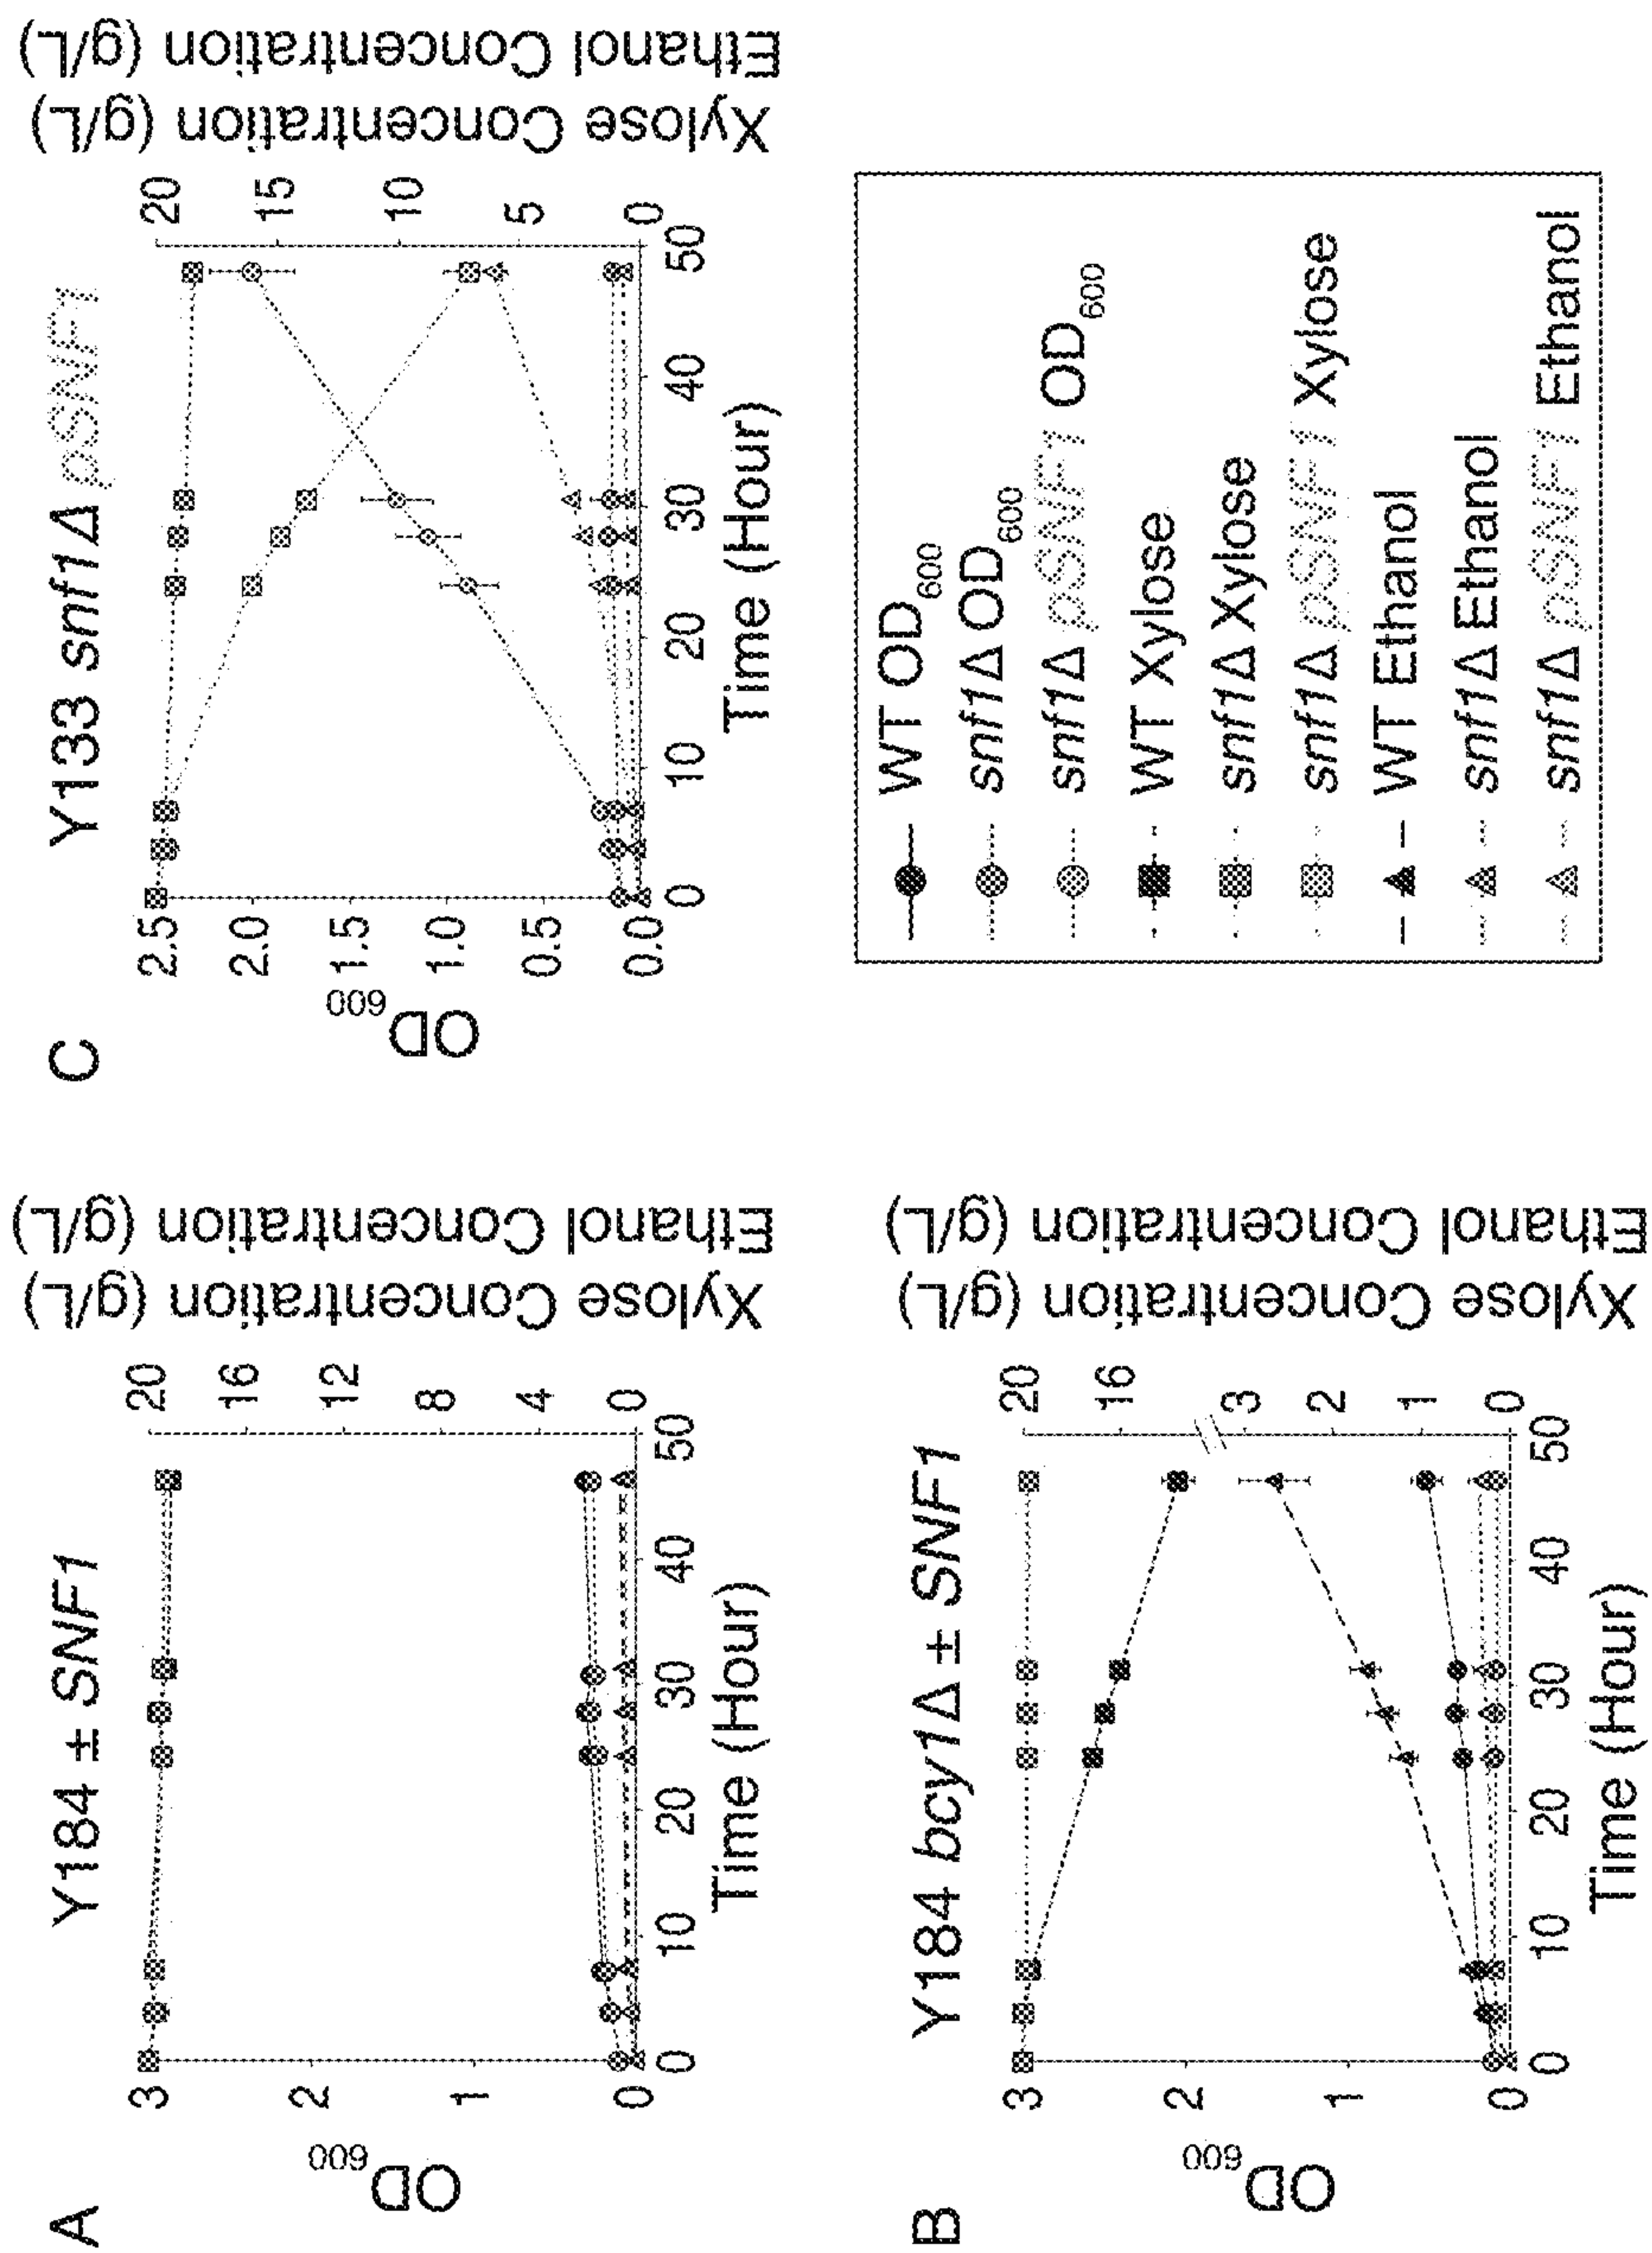 A
Y184 ± SNF1
OD600
3
2
1
0
20
16
12
8
4
0
0 10 20 30 40 50
Time (Hour)
Xylose Concentration (g/L)
Ethanol Concentration (g/L)
B
Y184 bcy1Δ ± SNF1
OD600
3
2
1
0
20
16
3
2
1
0
0 10 20 30 40 50
Time (Hour)
Xylose Concentration (g/L)
Ethanol Concentration (g/L)
C
Y133 snf1Δ pSNF1
OD600
2.5
2.0
1.5
1.0
0.5
0.0
20
15
10
5
0
0 10 20 30 40 50
Time (Hour)
Xylose Concentration (g/L)
Ethanol Concentration (g/L)
WT OD600
snf1Δ OD600
snf1Δ pSNF1 OD600
WT Xylose
snf1Δ Xylose
snf1Δ pSNF1 Xylose
WT Ethanol
snf1Δ Ethanol
snf1Δ pSNF1 Ethanol